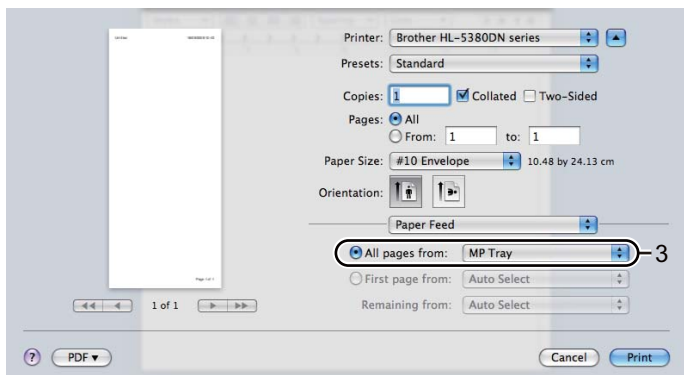 Printer: Brother HL-5380DN series
Presets: Standard
Copies: 1 Collated Two-Sided
Pages: All
From: 1 to: 1
Paper Size: #10 Envelope 10.48 by 24.13 cm
Orientation:
Paper Feed
All pages from: MP Tray 3
First page from: Auto Select
Remaining from: Auto Select
Page 1 of 1
1 of 1
? PDF Cancel Print